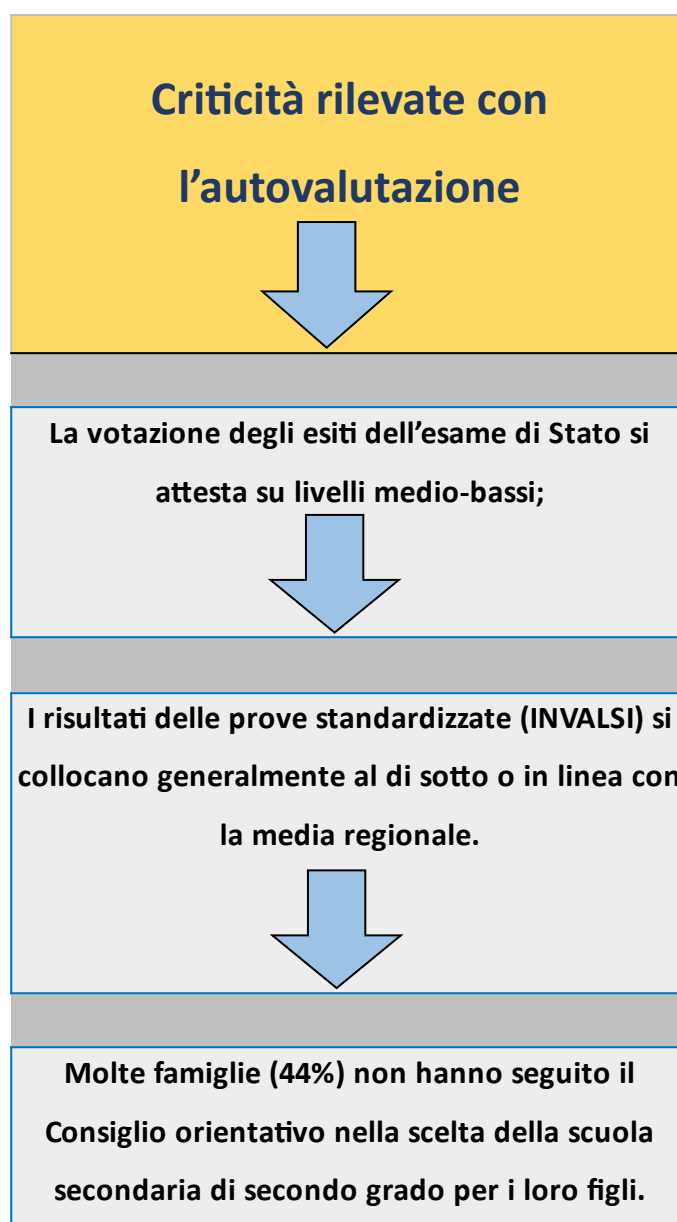 Criticità rilevate con
l’autovalutazione
La votazione degli esiti dell’esame di Stato si
attesta su livelli medio-bassi;
I risultati delle prove standardizzate (INVALSI) si
collocano generalmente al di sotto o in linea con
la media regionale.
Molte famiglie (44%) non hanno seguito il
Consiglio orientativo nella scelta della scuola
secondaria di secondo grado per i loro figli.